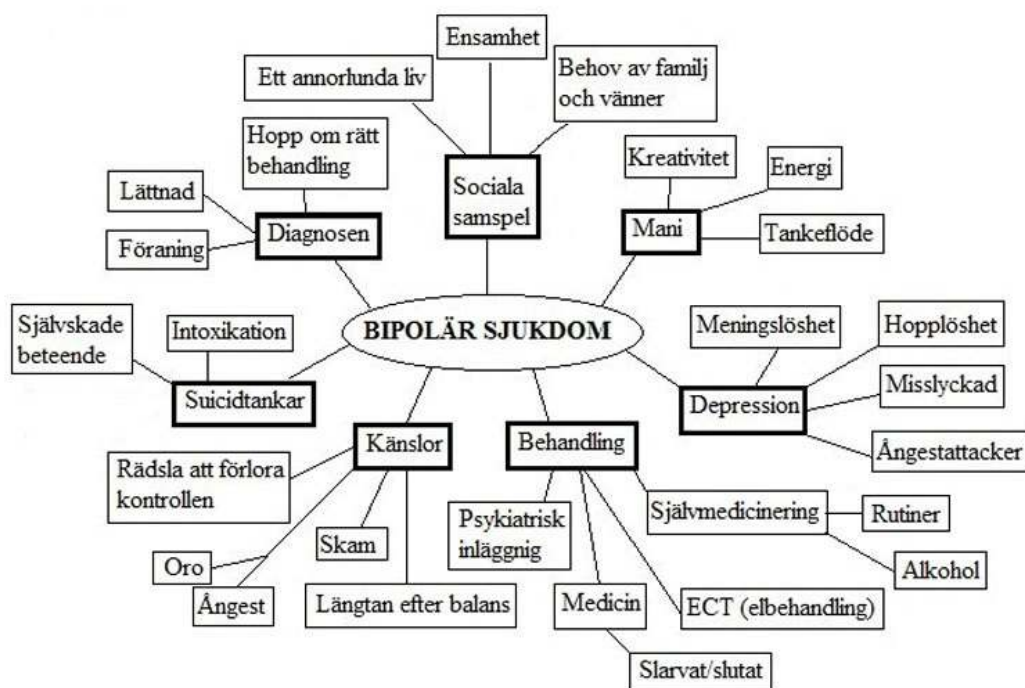 Ensamhet
Ett annorlunda liv
Behov av familj
och vänner
Hopp om rätt
behandling
Kreativitet
Energi
Lättnad
Sociala
samspel
Diagnosen
Mani
Tankeflöde
Föraning
Självskade
beteende
Intoxikation
BIPOLÄR SJUKDOM
Meningslöshet
Hopplöshet
Misslyckad
Suicidtankar
Depression
Känslor
Behandling
Ångestattacker
Rädsla att förlora
kontrollen
Psykiatrisk
inläggnig
Självmedicinering
Rutiner
Skam
Oro
Alkohol
Ångest
Längtan efter balans
Medicin
ECT (elbehandling)
Slarvat/slutat